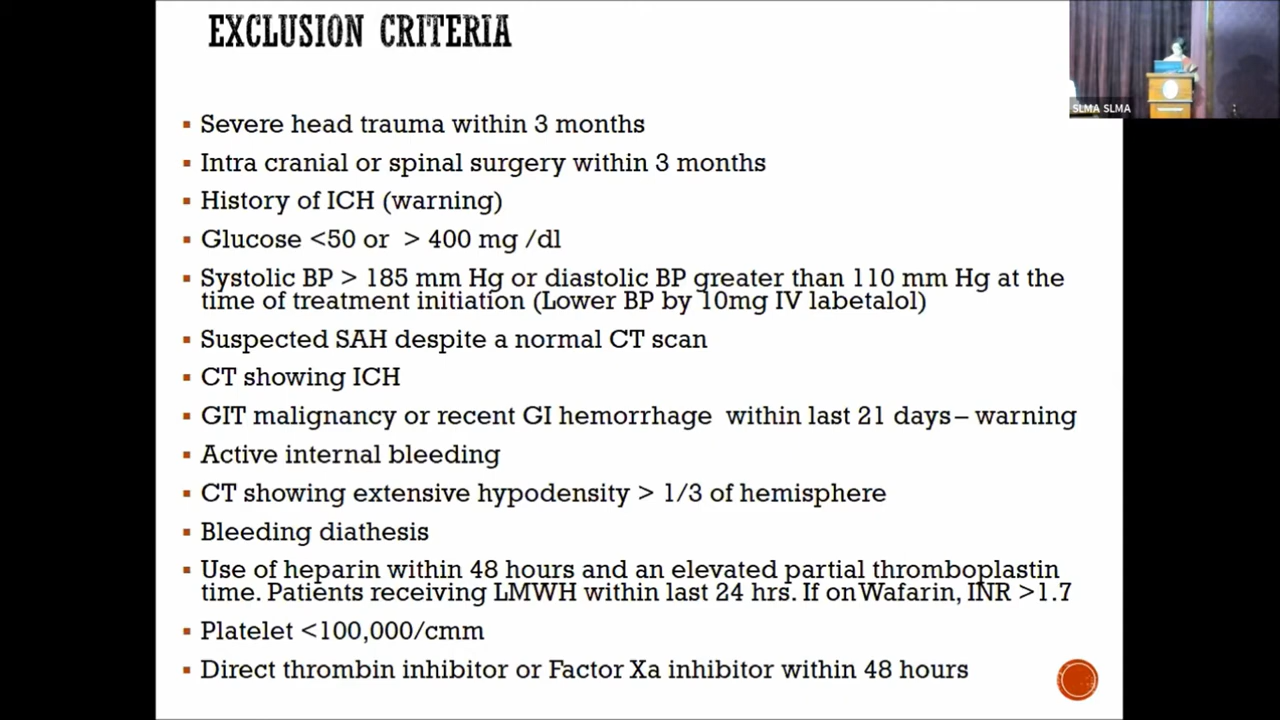 EXCLUSION CRITERIA
SLMA SLMA
▪ Severe head trauma within 3 months
▪ Intra cranial or spinal surgery within 3 months
▪ History of ICH (warning)
▪ Glucose <50 or > 400 mg /dl
▪ Systolic BP > 185 mm Hg or diastolic BP greater than 110 mm Hg at the
time of treatment initiation (Lower BP by 10mg IV labetalol)
▪ Suspected SAH despite a normal CT scan
▪ CT showing ICH
▪ GIT malignancy or recent GI hemorrhage within last 21 days – warning
▪ Active internal bleeding
▪ CT showing extensive hypodensity > 1/3 of hemisphere
▪ Bleeding diathesis
▪ Use of heparin within 48 hours and an elevated partial thromboplastin
time. Patients receiving LMWH within last 24 hrs. If on Wafarin, INR >1.7
▪ Platelet <100,000/cmm
▪ Direct thrombin inhibitor or Factor Xa inhibitor within 48 hours